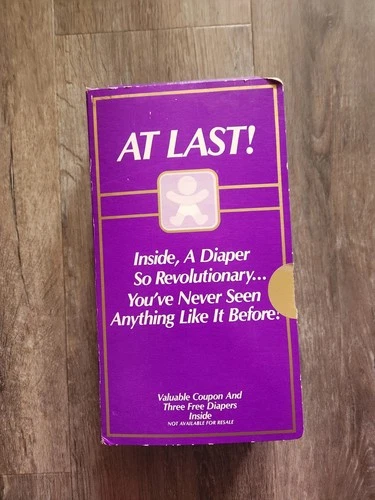 AT LAST!
Inside, A Diaper
So Revolutionary...
You've Never Seen
Anything Like It Before!
Valuable Coupon And
Three Free Diapers
Inside
NOT AVAILABLE FOR RESALE